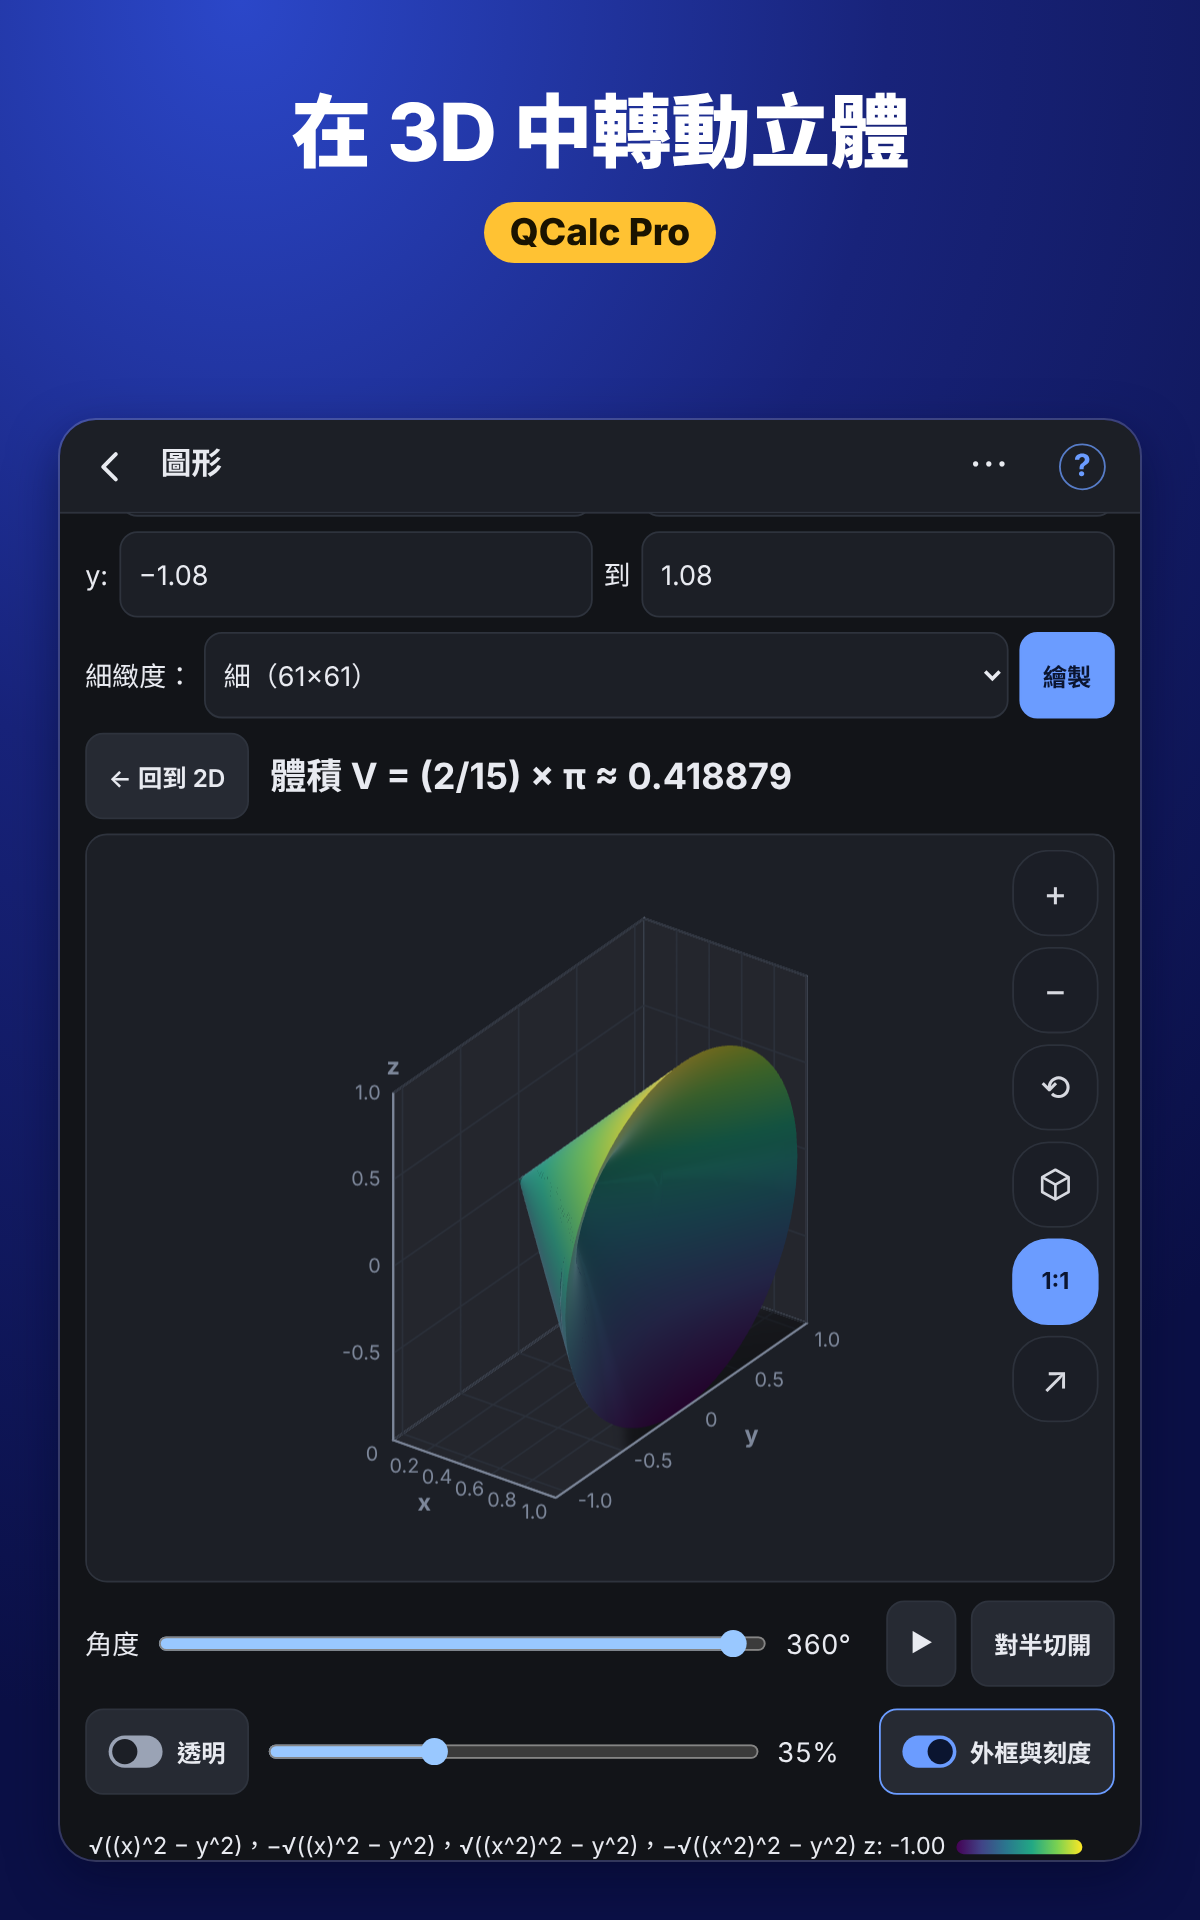 在 3D 中轉動立體
QCalc Pro
圖形
... ?
y: −1.08 到 1.08
細緻度： 細（61×61） 繪製
← 回到 2D 體積 V = (2/15) × π ≈ 0.418879
+
−
1:1
z
1.0
0.5
0
-0.5
0 0.2 0.4 0.6 0.8 1.0
x
-1.0 -0.5 0 0.5 1.0
y
角度 360° 對半切開
透明 35% 外框與刻度
√((x)^2 − y^2)，−√((x)^2 − y^2)，√((x^2)^2 − y^2)，−√((x^2)^2 − y^2) z: -1.00